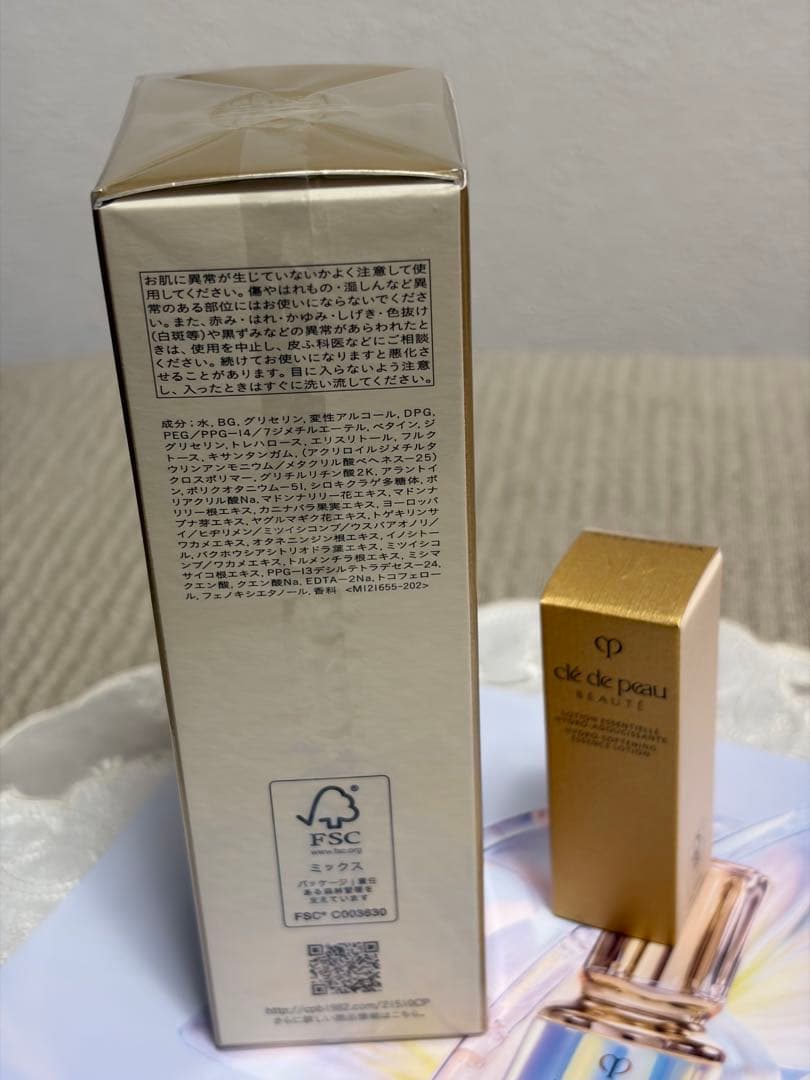 お肌に異常が生じていないかよく注意して使
用してください。傷やはれもの・湿しんなど異
常のある部位にはお使いにならないでくださ
い。また、赤み・はれ・かゆみ・しげき・色抜け
(白斑等)や黒ずみなどの異常があらわれたと
きは、使用を中止し、皮ふ科医などにご相談
ください。続けてお使いになりますと悪化さ
せることがあります。目に入らないよう注意
し、入ったときはすぐに洗い流してください。
成分;水, BG, グリセリン, 変性アルコール, DPG,
PEG/PPG-14/7ジメチルエーテル, ベタイン, ジ
グリセリン, トレハロース, エリスリトール, フルク
トース, キサンタンガム, (アクリロイルジメチルタ
ウリンアンモニウム/メタクリル酸ベヘネス-25)
クロスポリマー, グリチルリチン酸2K, アラントイ
ン, ポリクオタニウム-51, シロキクラゲ多糖体, ポ
リアクリル酸Na, マドンナリリー花エキス, マドンナ
リリー根エキス, カニナバラ果実エキス, ヨーロッパ
ブナ芽エキス, ヤグルマギク花エキス, トゲキリンサ
イ/ヒヂリメン/ミツイシコンブ/ウスバアオノリ/
ワカメエキス, オタネニンジン根エキス, イノシトー
ル, バクホウシアシトリオドラ葉エキス, ミツイシコ
ンブ/ワカメエキス, トルメンチラ根エキス, ミシマ
サイコ根エキス, PPG-13デシルテトラデセス-24,
クエン酸, クエン酸Na, EDTA-2Na, トコフェロー
ル, フェノキシエタノール, 香料 <M121655-202>
FSC
www.fsc.org
ミックス
パッケージ | 責任
ある森林管理を
支えています
FSC® C003630
http://cpb1982.com/21510CP
さらに詳しい商品情報はこちら。
clé de peau
BEAUTÉ
LOTION ESSENTIELLE
HYDRO-ADOUCISSANTE
HYDRO-SOFTENING
ESSENCE LOTION